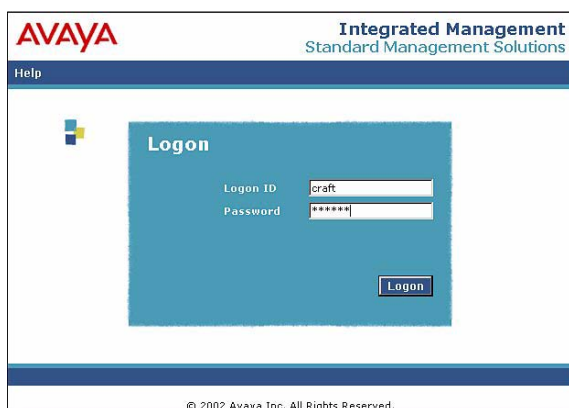 AVAYA
Integrated Management
Standard Management Solutions
Help
Logon
Logon ID craft
Password ******
Logon
© 2002 Avaya Inc. All Rights Reserved.